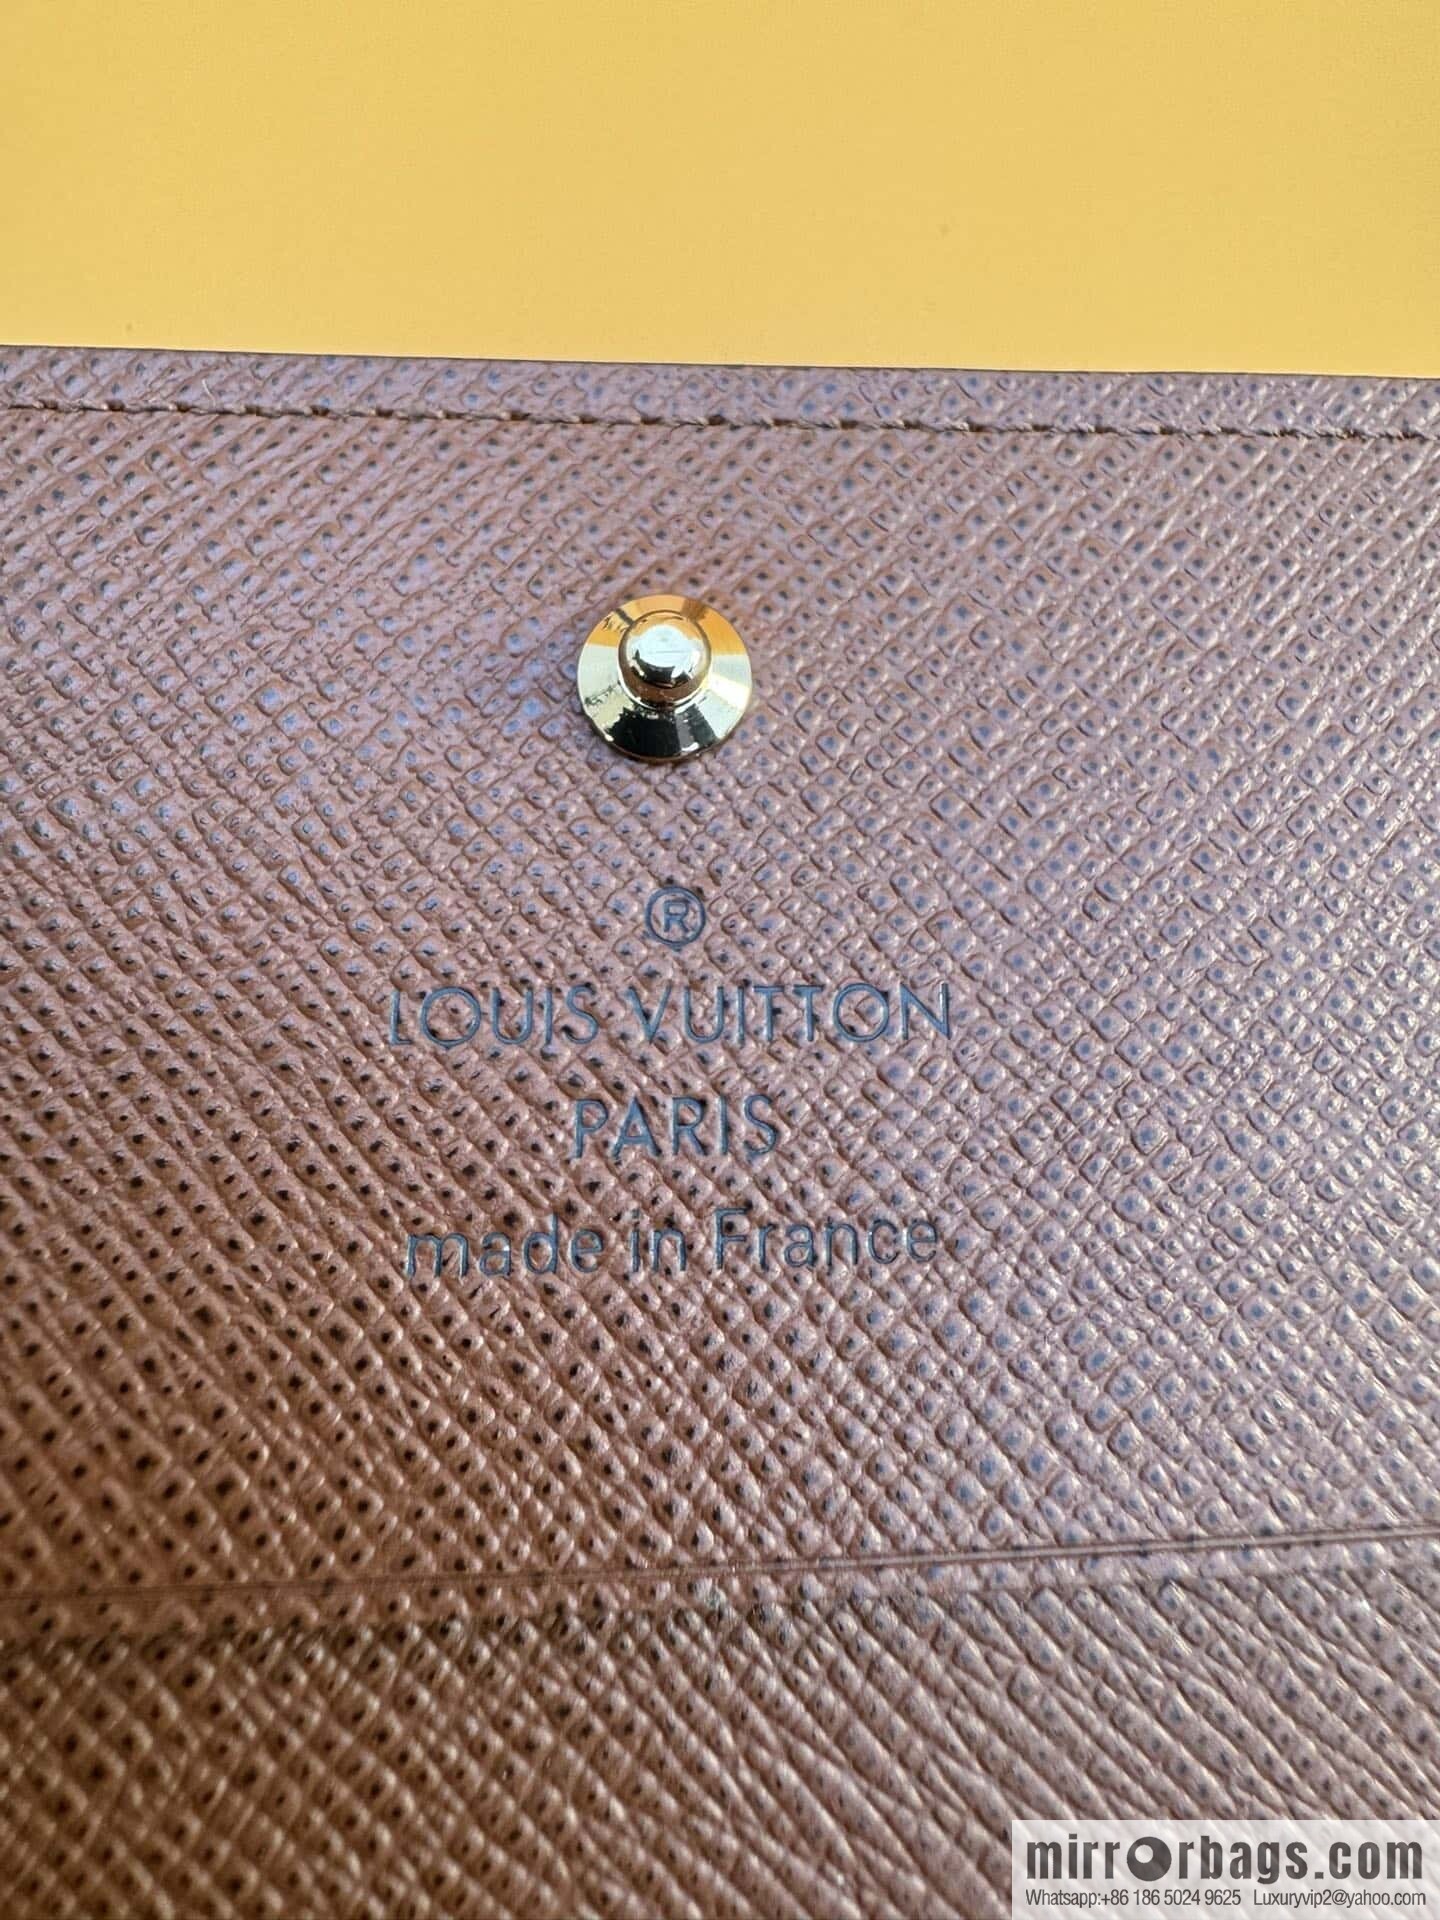 ®
LOUIS VUITTON
PARIS
made in France
mirrorbags.com
Whatsapp:+86 186 5024 9625 Luxuryvip2@yahoo.com